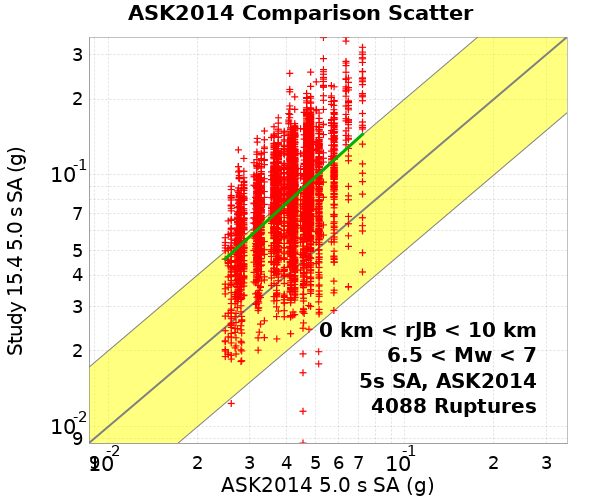 ASK2014 Comparison Scatter
Study 15.4 5.0 s SA (g)
3
2
10-1
7
5
4
3
2
10-2
9
0 km < rJB < 10 km
6.5 < Mw < 7
5s SA, ASK2014
4088 Ruptures
9 10-2 2 3 4 5 6 7 10-1 2 3
ASK2014 5.0 s SA (g)